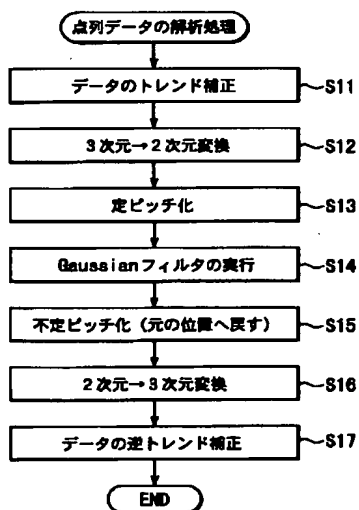 点列データの解析処理
データのトレンド補正
S11
3次元→2次元変換
S12
定ピッチ化
S13
Gaussianフィルタの実行
S14
不定ピッチ化（元の位置へ戻す）
S15
2次元→3次元変換
S16
データの逆トレンド補正
S17
END